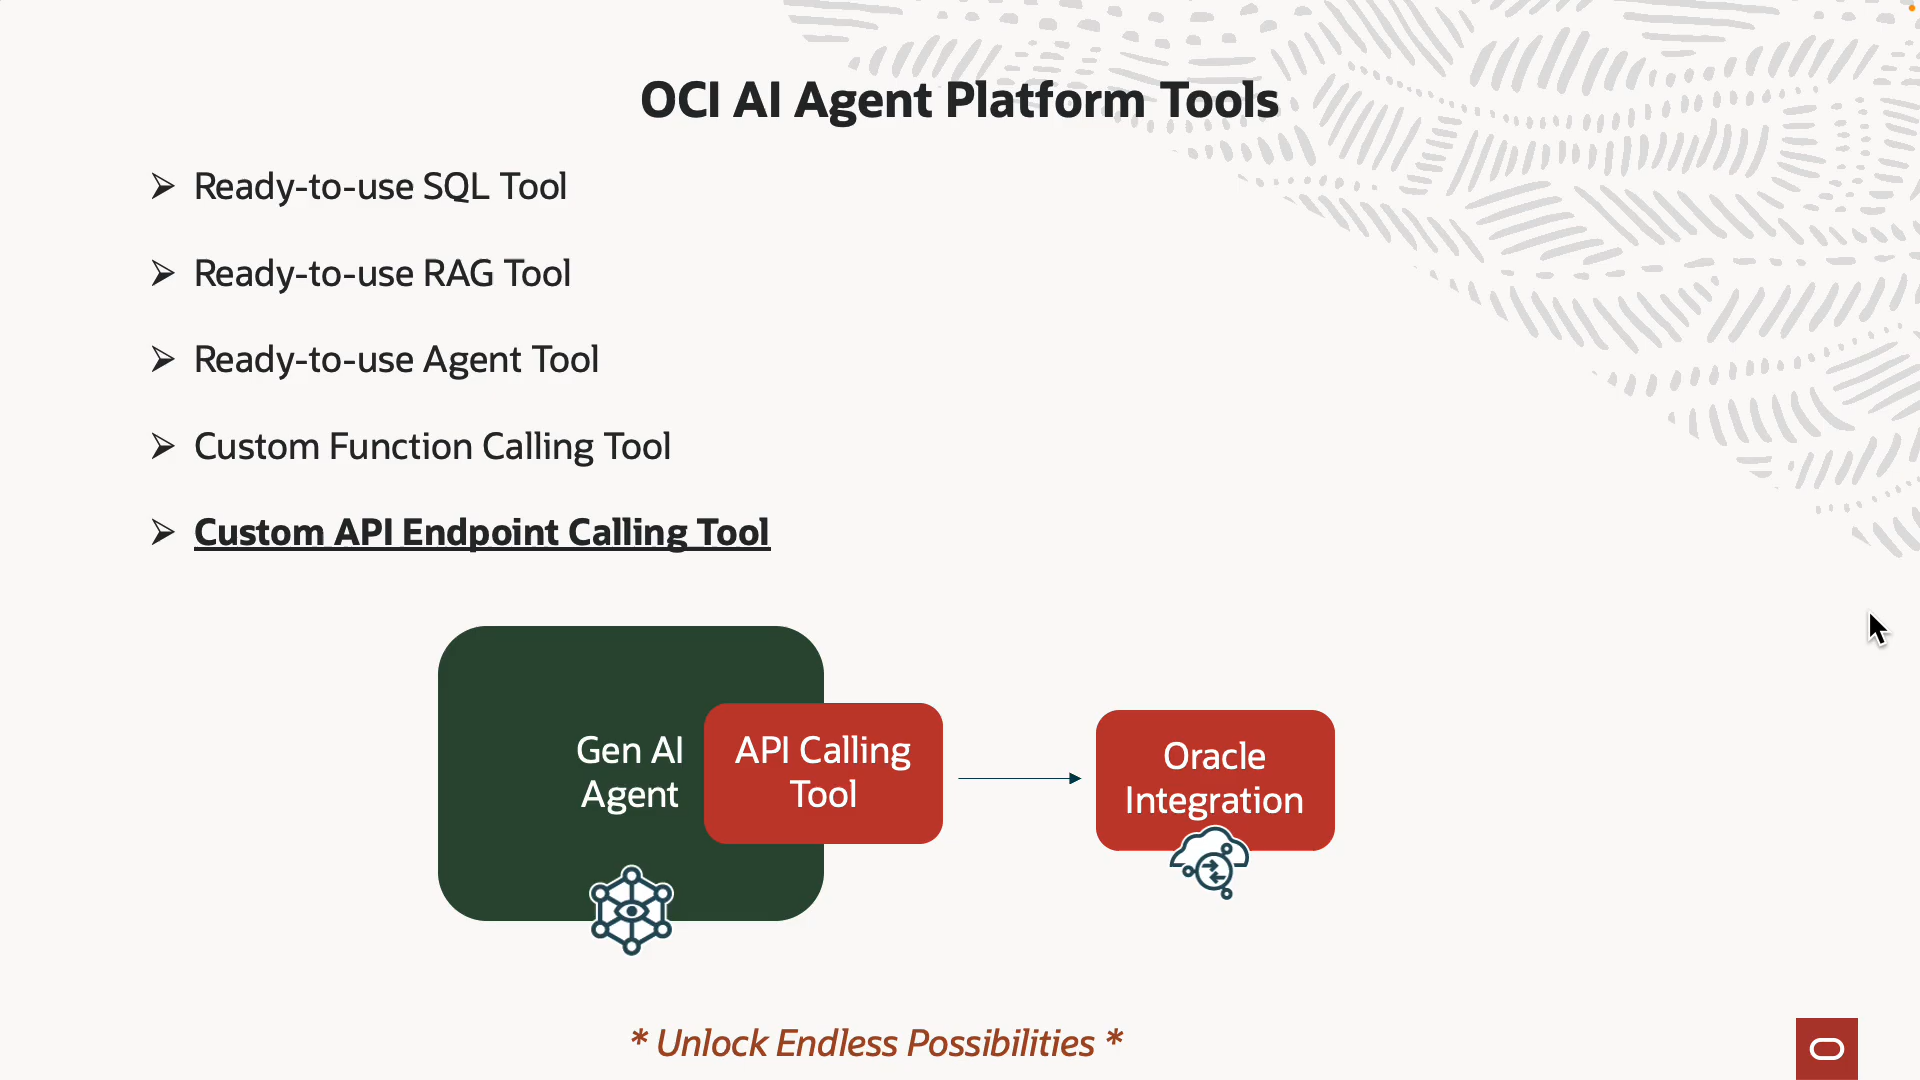 OCI AI Agent Platform Tools
➢ Ready-to-use SQL Tool
➢ Ready-to-use RAG Tool
➢ Ready-to-use Agent Tool
➢ Custom Function Calling Tool
➢ Custom API Endpoint Calling Tool
Gen AI
Agent
API Calling
Tool
Oracle
Integration
* Unlock Endless Possibilities *